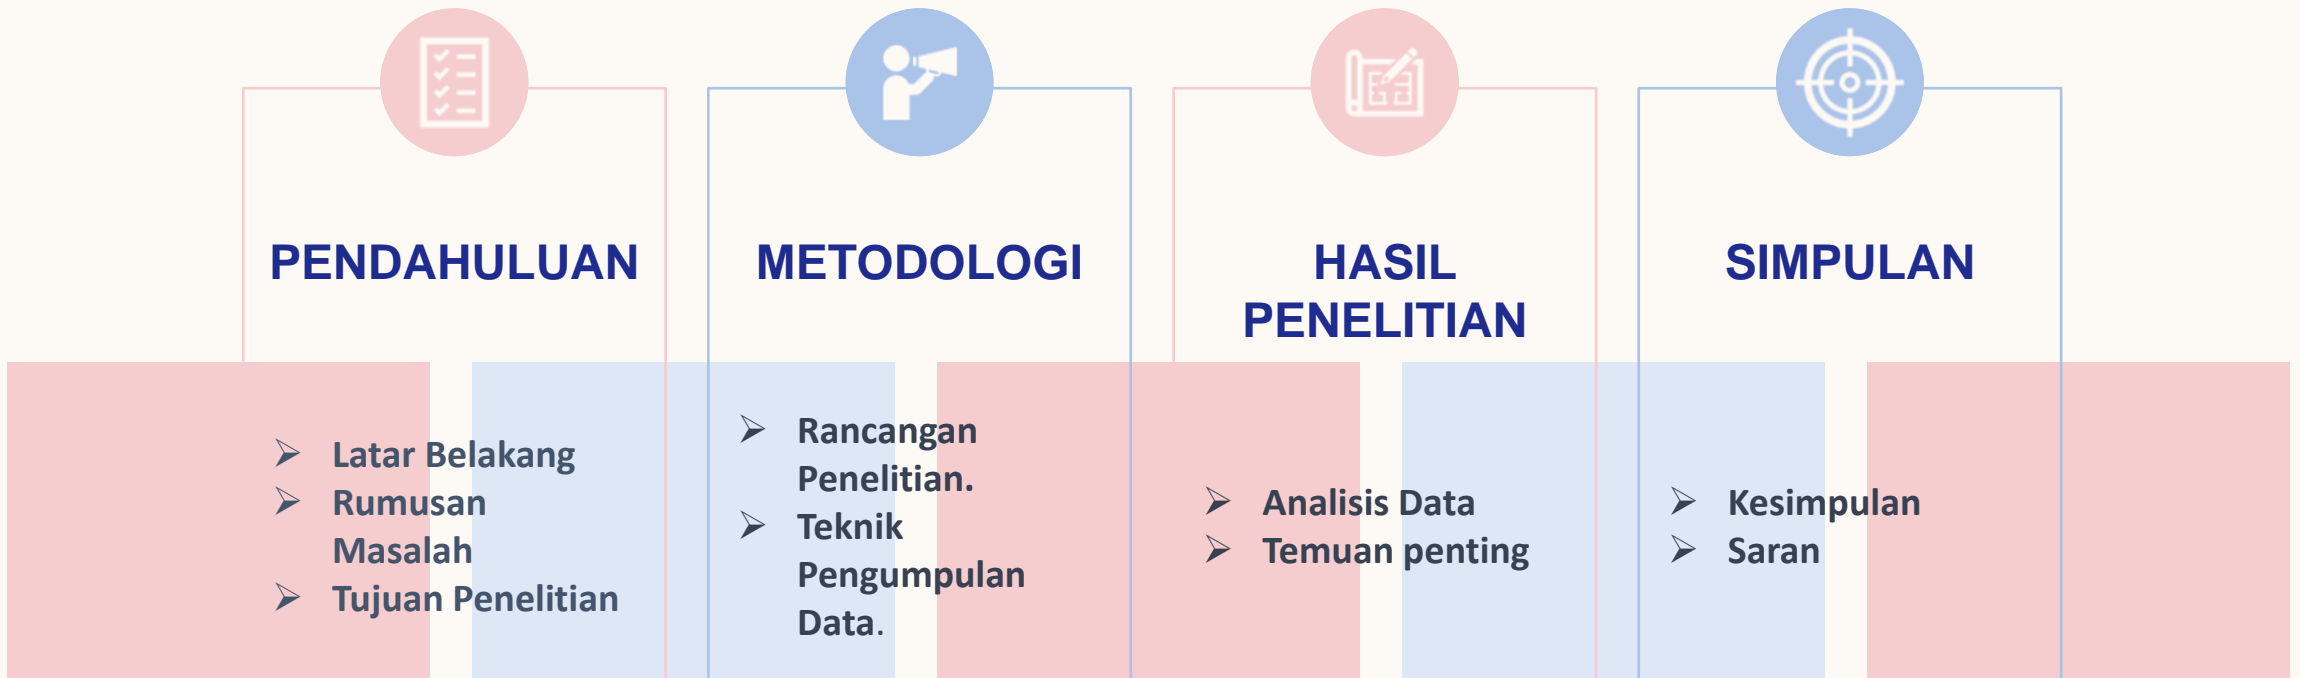 PENDAHULUAN
➢ Latar Belakang
➢ Rumusan
Masalah
➢ Tujuan Penelitian
METODOLOGI
➢ Rancangan
Penelitian.
➢ Teknik
Pengumpulan
Data.
HASIL
PENELITIAN
➢ Analisis Data
➢ Temuan penting
SIMPULAN
➢ Kesimpulan
➢ Saran